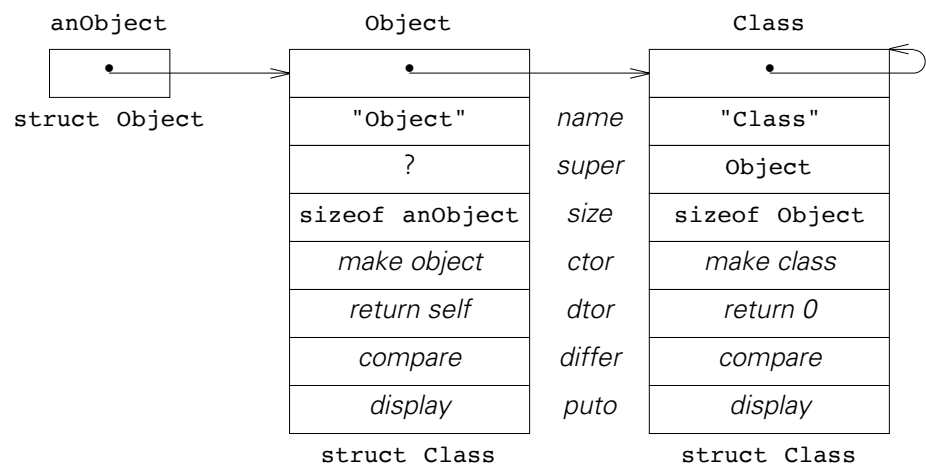 anObject Object Class
struct Object
"Object" name "Class"
? super Object
sizeof anObject size sizeof Object
make object ctor make class
return self dtor return 0
compare differ compare
display puto display
struct Class struct Class